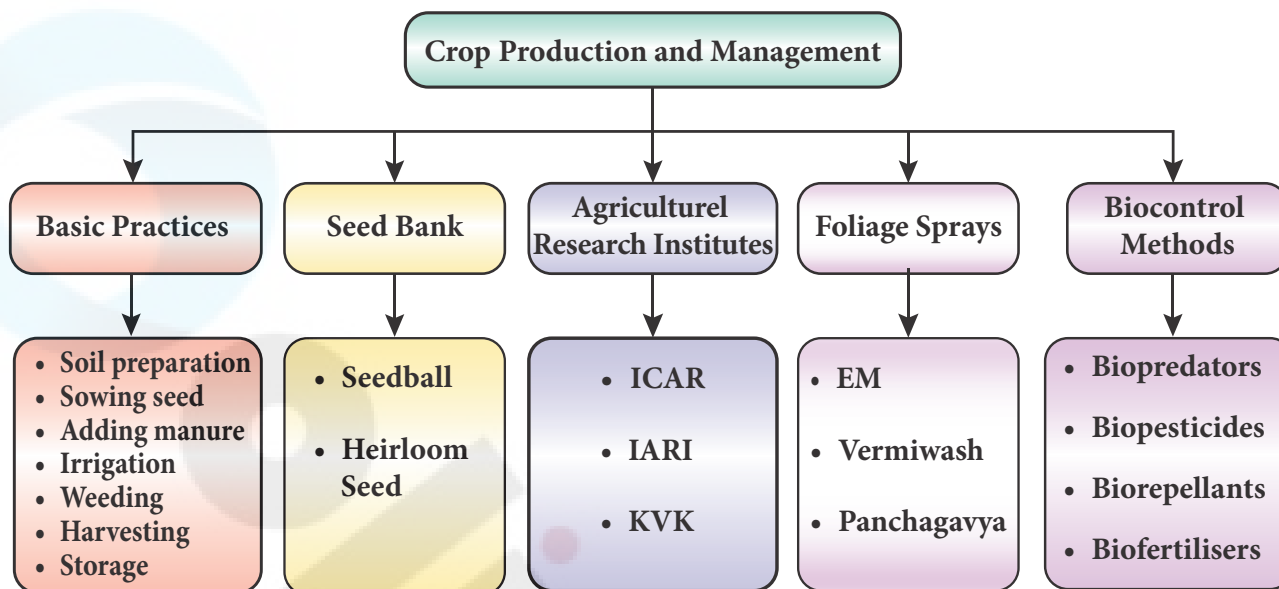 Crop Production and Management
Basic Practices
Seed Bank
Agriculturel
Research Institutes
Foliage Sprays
Biocontrol
Methods
• Soil preparation
• Sowing seed
• Adding manure
• Irrigation
• Weeding
• Harvesting
• Storage
• Seedball
• Heirloom
Seed
• ICAR
• IARI
• KVK
• EM
• Vermiwash
• Panchagavya
• Biopredators
• Biopesticides
• Biorepellants
• Biofertilisers